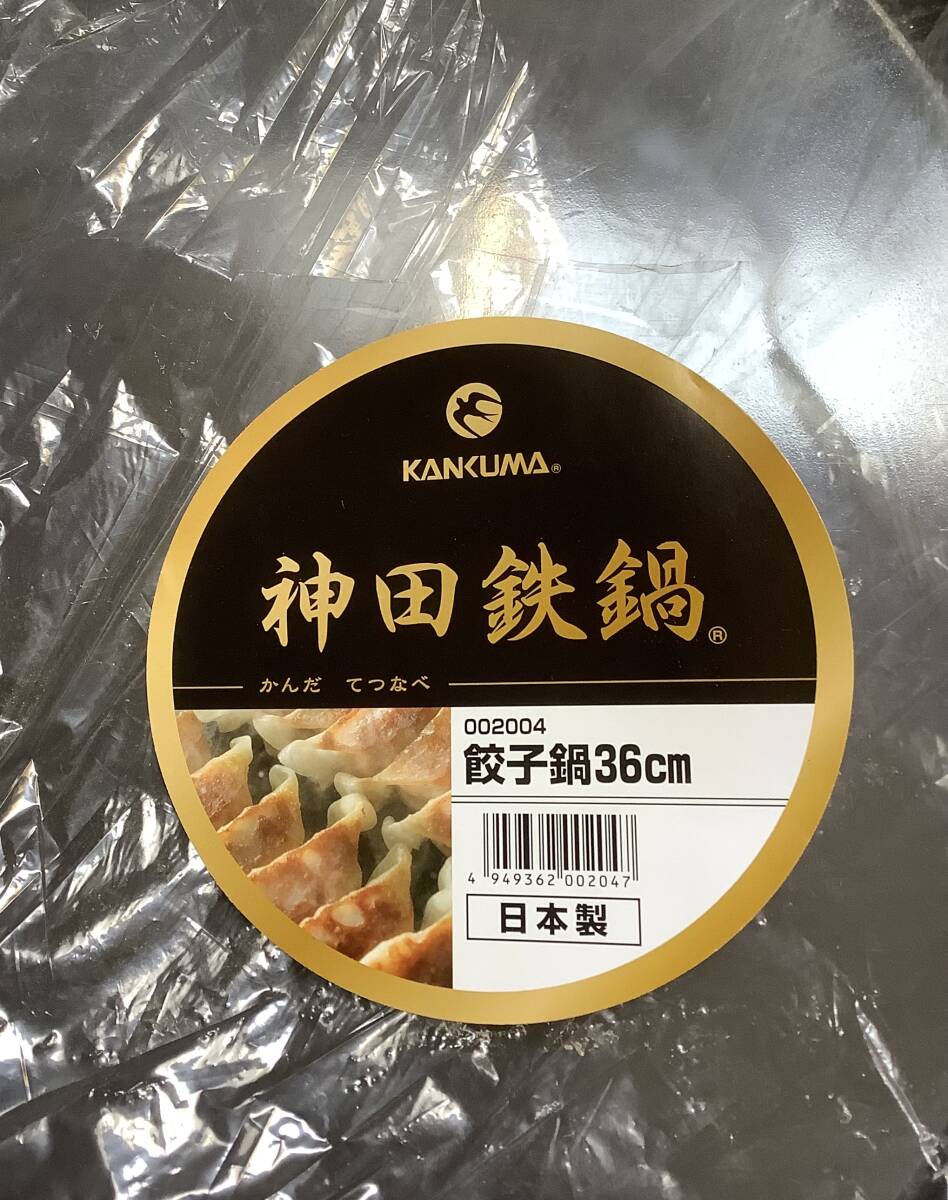 KANKUMA®
神田鉄鍋®
かんだ てつなべ
002004
餃子鍋36cm
4 949362 002047
日本製